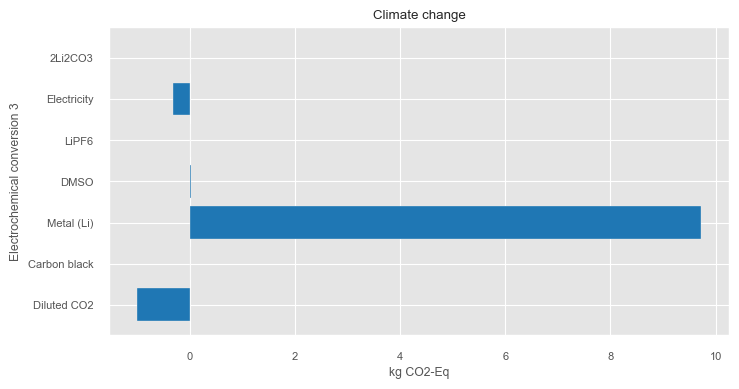 Climate change
Electrochemical conversion 3
2Li2CO3
Electricity
LiPF6
DMSO
Metal (Li)
Carbon black
Diluted CO2
0 2 4 6 8 10
kg CO2-Eq